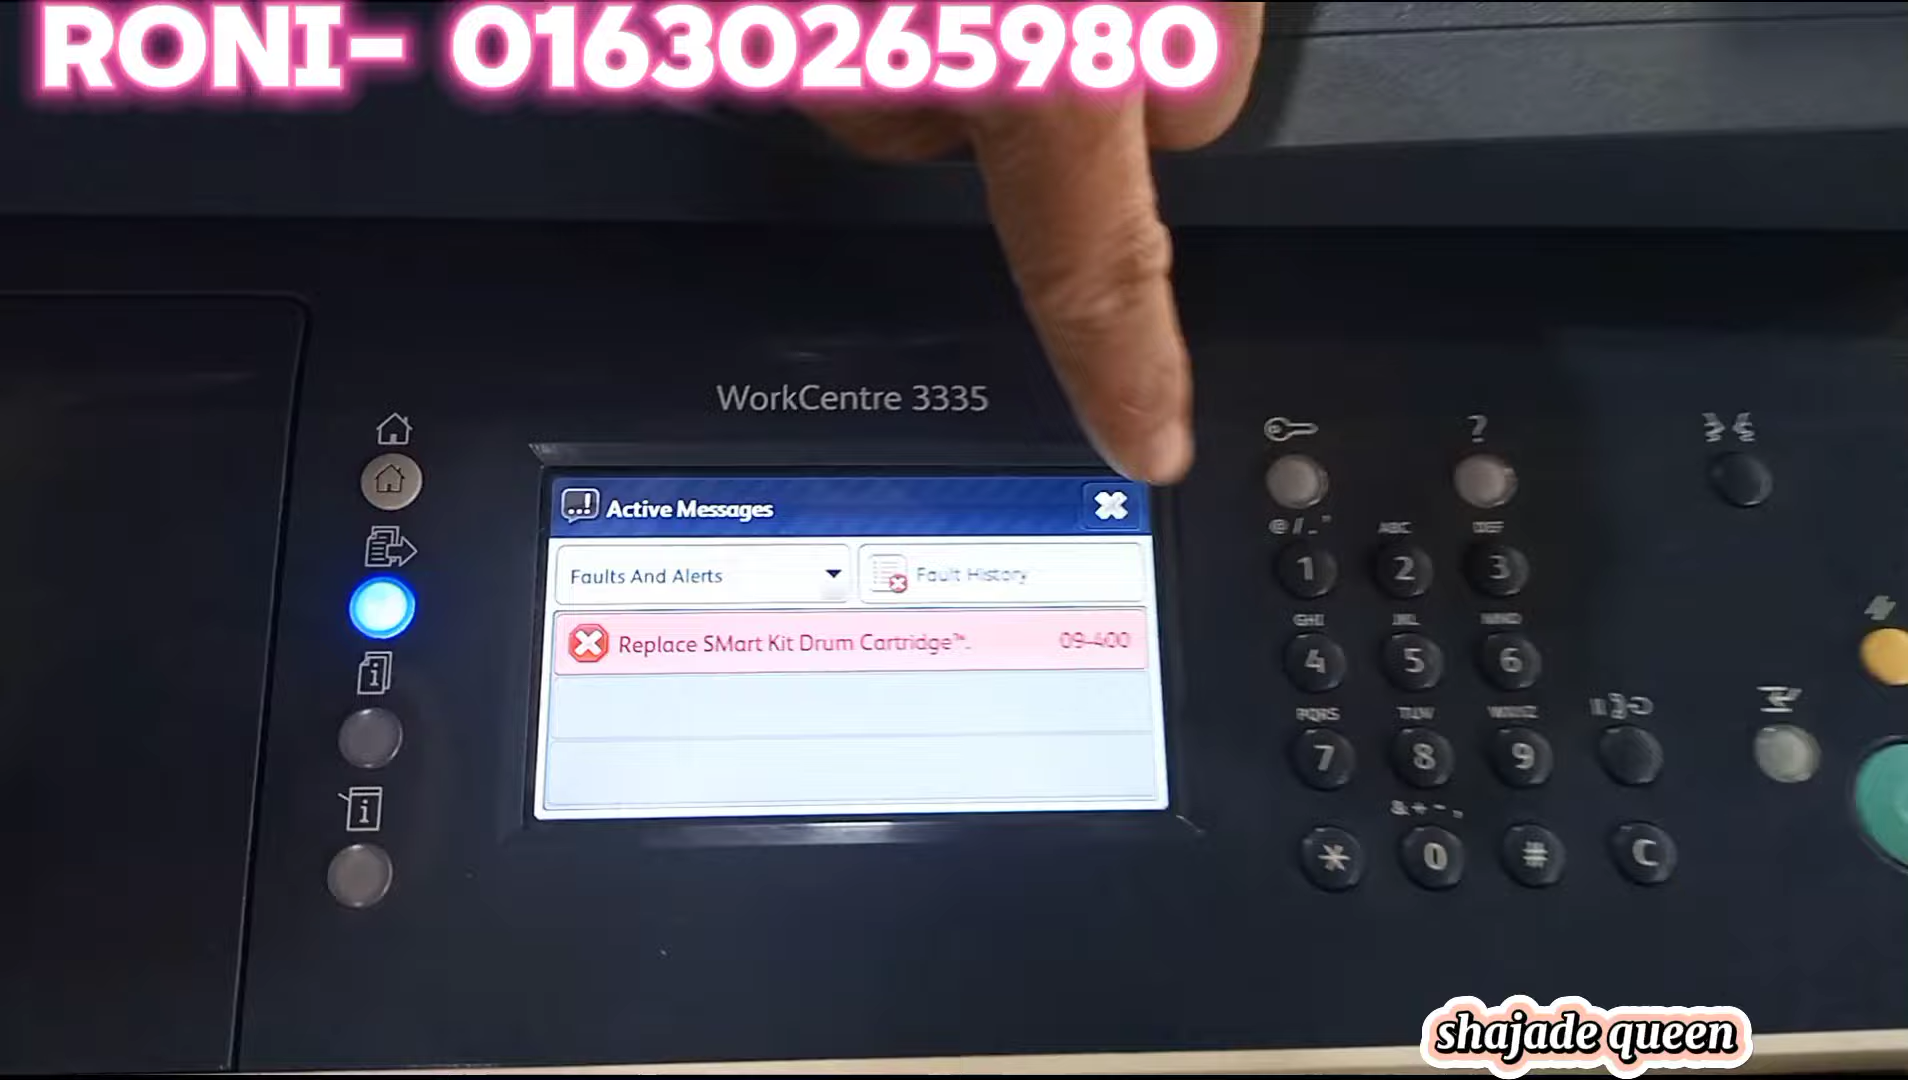 RONI- 01630265980
WorkCentre 3335
Active Messages
Faults And Alerts
Fault History
Replace SMart Kit Drum Cartridge™. 09-400
?
@ / _ "
ABC
DEF
1 2 3
GHI
JKL
MNO
4 5 6
PQRS
TUV
WXYZ
7 8 9
* 0 # C
shajade queen